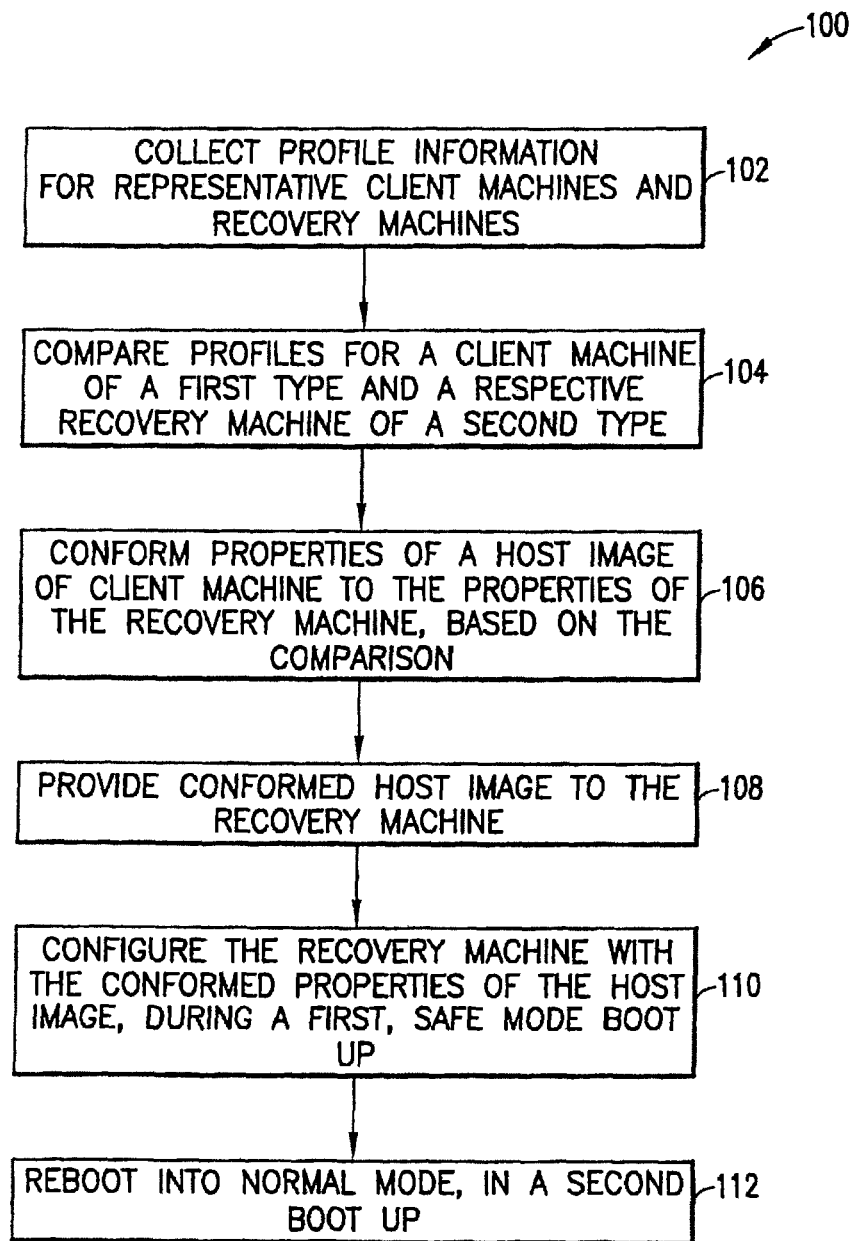 100
COLLECT PROFILE INFORMATION
FOR REPRESENTATIVE CLIENT MACHINES AND
RECOVERY MACHINES
102
COMPARE PROFILES FOR A CLIENT MACHINE
OF A FIRST TYPE AND A RESPECTIVE
RECOVERY MACHINE OF A SECOND TYPE
104
CONFORM PROPERTIES OF A HOST IMAGE
OF CLIENT MACHINE TO THE PROPERTIES OF
THE RECOVERY MACHINE, BASED ON THE
COMPARISON
106
PROVIDE CONFORMED HOST IMAGE TO THE
RECOVERY MACHINE
108
CONFIGURE THE RECOVERY MACHINE WITH
THE CONFORMED PROPERTIES OF THE HOST
IMAGE, DURING A FIRST, SAFE MODE BOOT
UP
110
REBOOT INTO NORMAL MODE, IN A SECOND
BOOT UP
112